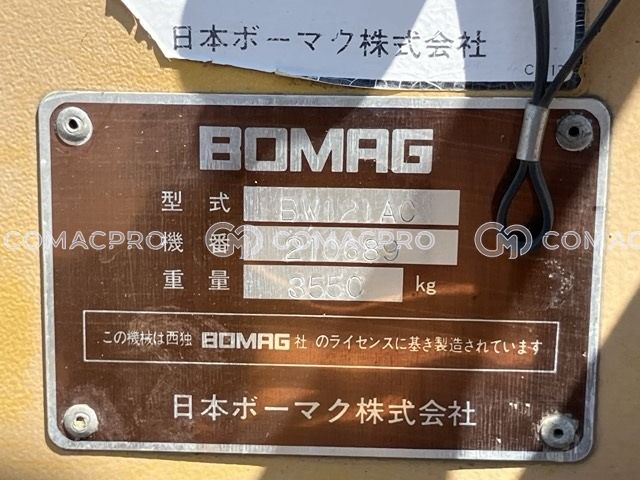 日本ボーマク株式会社
BOMAG
型式 BW121AC
機番 210689
重量 3550 kg
COMACPRO COMACPRO COMACPRO
この機械は西独 BOMAG 社 のライセンスに基き製造されています
日本ボーマク株式会社